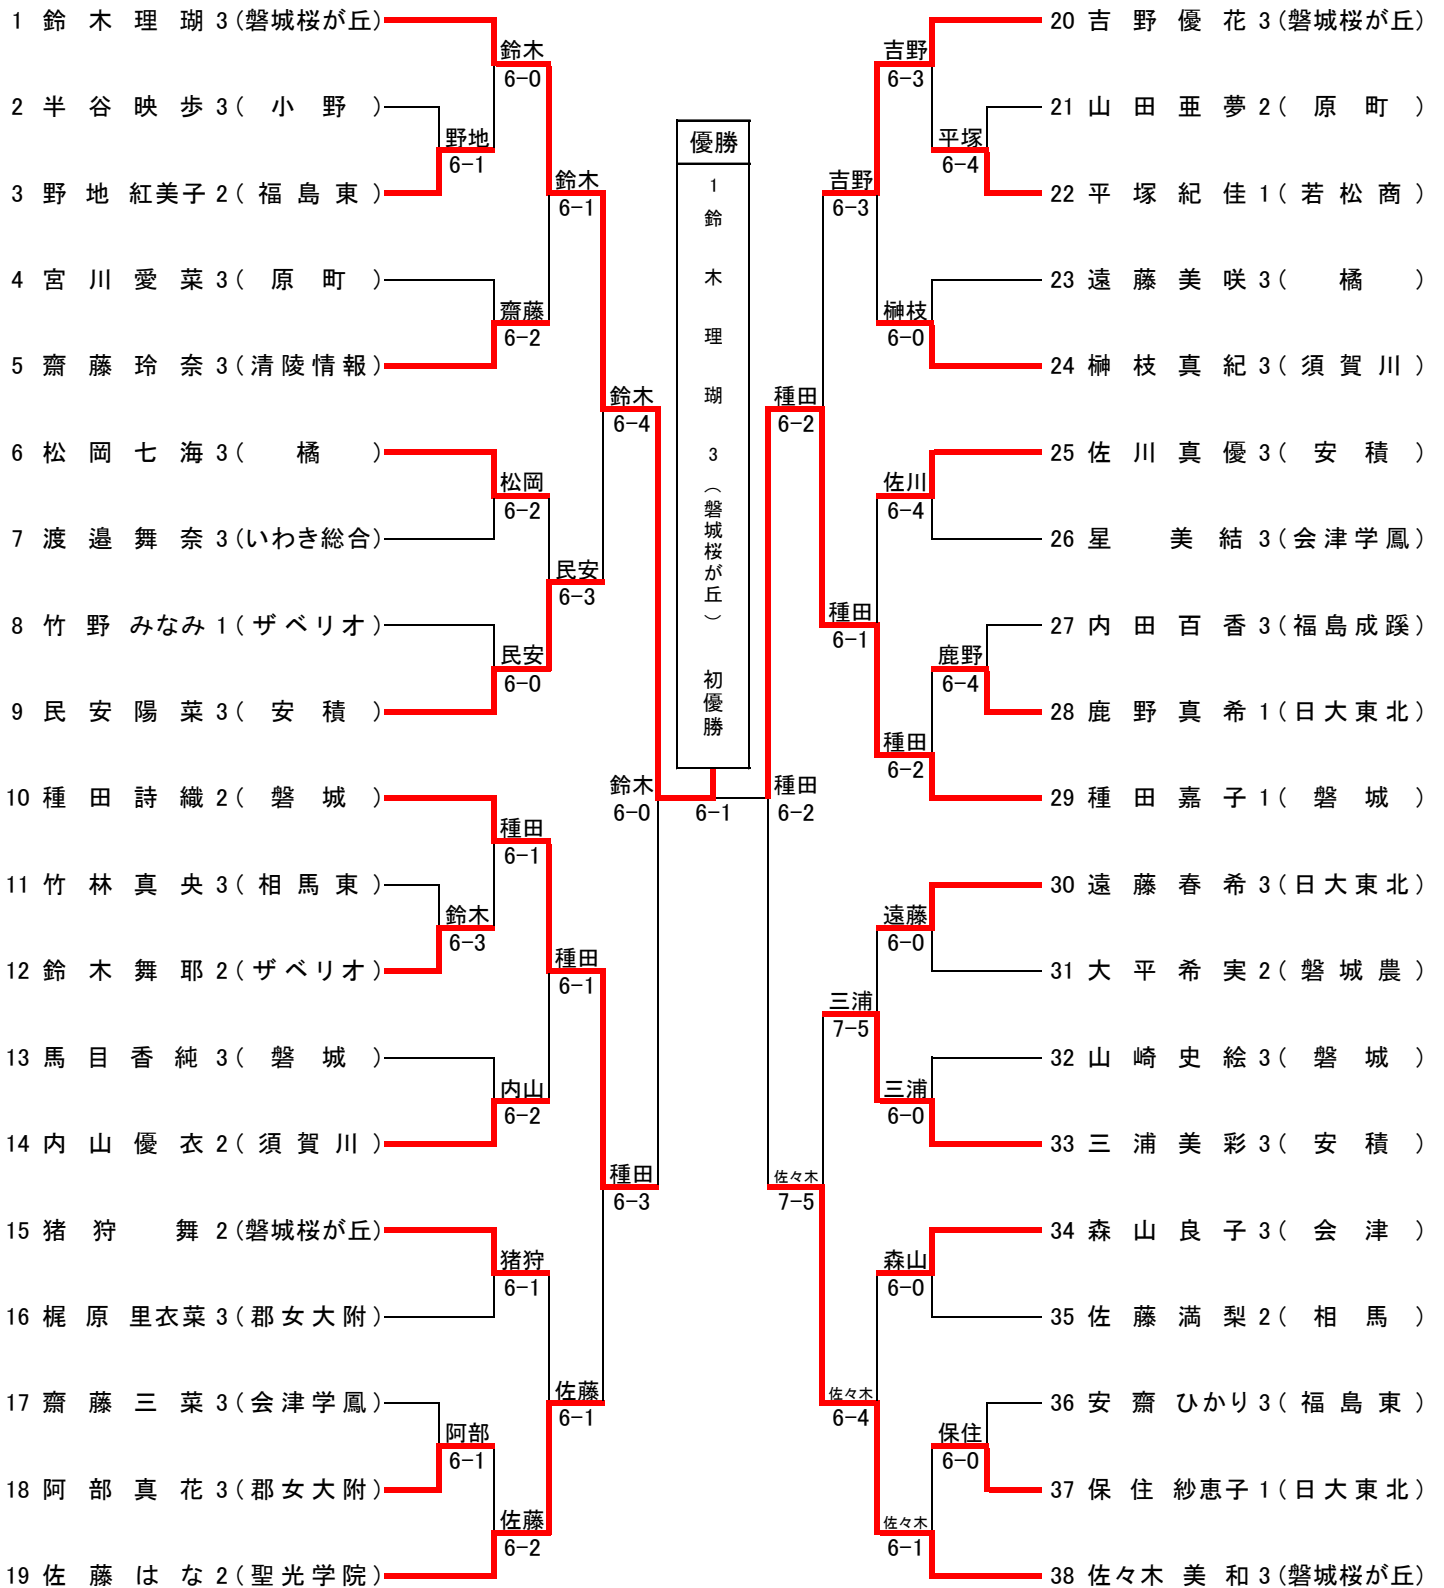 1 鈴木理瑚 3 (磐城桜が丘)
2 半谷映歩 3 (小野)
3 野地紅美子 2 (福島東)
4 宮川愛菜 3 (原町)
5 齋藤玲奈 3 (清陵情報)
6 松岡七海 3 (橘)
7 渡邉舞奈 3 (いわき総合)
8 竹野みなみ 1 (ザベリオ)
9 民安陽菜 3 (安積)
10 種田詩織 2 (磐城)
11 竹林真央 3 (相馬東)
12 鈴木舞耶 2 (ザベリオ)
13 馬目香純 3 (磐城)
14 内山優衣 2 (須賀川)
15 猪狩舞 2 (磐城桜が丘)
16 梶原里衣菜 3 (郡女大附)
17 齋藤三菜 3 (会津学鳳)
18 阿部真花 3 (郡女大附)
19 佐藤はな 2 (聖光学院)
野地
6-1
鈴木
6-3
阿部
6-1
鈴木
6-0
齋藤
6-2
松岡
6-2
民安
6-0
種田
6-1
内山
6-2
猪狩
6-1
佐藤
6-2
鈴木
6-1
民安
6-3
種田
6-1
佐藤
6-1
鈴木
6-4
種田
6-3
鈴木
6-0
優勝
1 鈴木理瑚 3 (磐城桜が丘) 初優勝
6-1
種田
6-2
種田
6-2
佐々木
7-5
吉野
6-3
種田
6-1
三浦
7-5
佐々木
6-4
吉野
6-3
榊枝
6-0
佐川
6-4
種田
6-2
遠藤
6-0
三浦
6-0
森山
6-0
佐々木
6-1
平塚
6-4
鹿野
6-4
保住
6-0
20 吉野優花 3 (磐城桜が丘)
21 山田亜夢 2 (原町)
22 平塚紀佳 1 (若松商)
23 遠藤美咲 3 (橘)
24 榊枝真紀 3 (須賀川)
25 佐川真優 3 (安積)
26 星美結 3 (会津学鳳)
27 内田百香 3 (福島成蹊)
28 鹿野真希 1 (日大東北)
29 種田嘉子 1 (磐城)
30 遠藤春希 3 (日大東北)
31 大平希実 2 (磐城農)
32 山崎史絵 3 (磐城)
33 三浦美彩 3 (安積)
34 森山良子 3 (会津)
35 佐藤満梨 2 (相馬)
36 安齋ひかり 3 (福島東)
37 保住紗恵子 1 (日大東北)
38 佐々木美和 3 (磐城桜が丘)